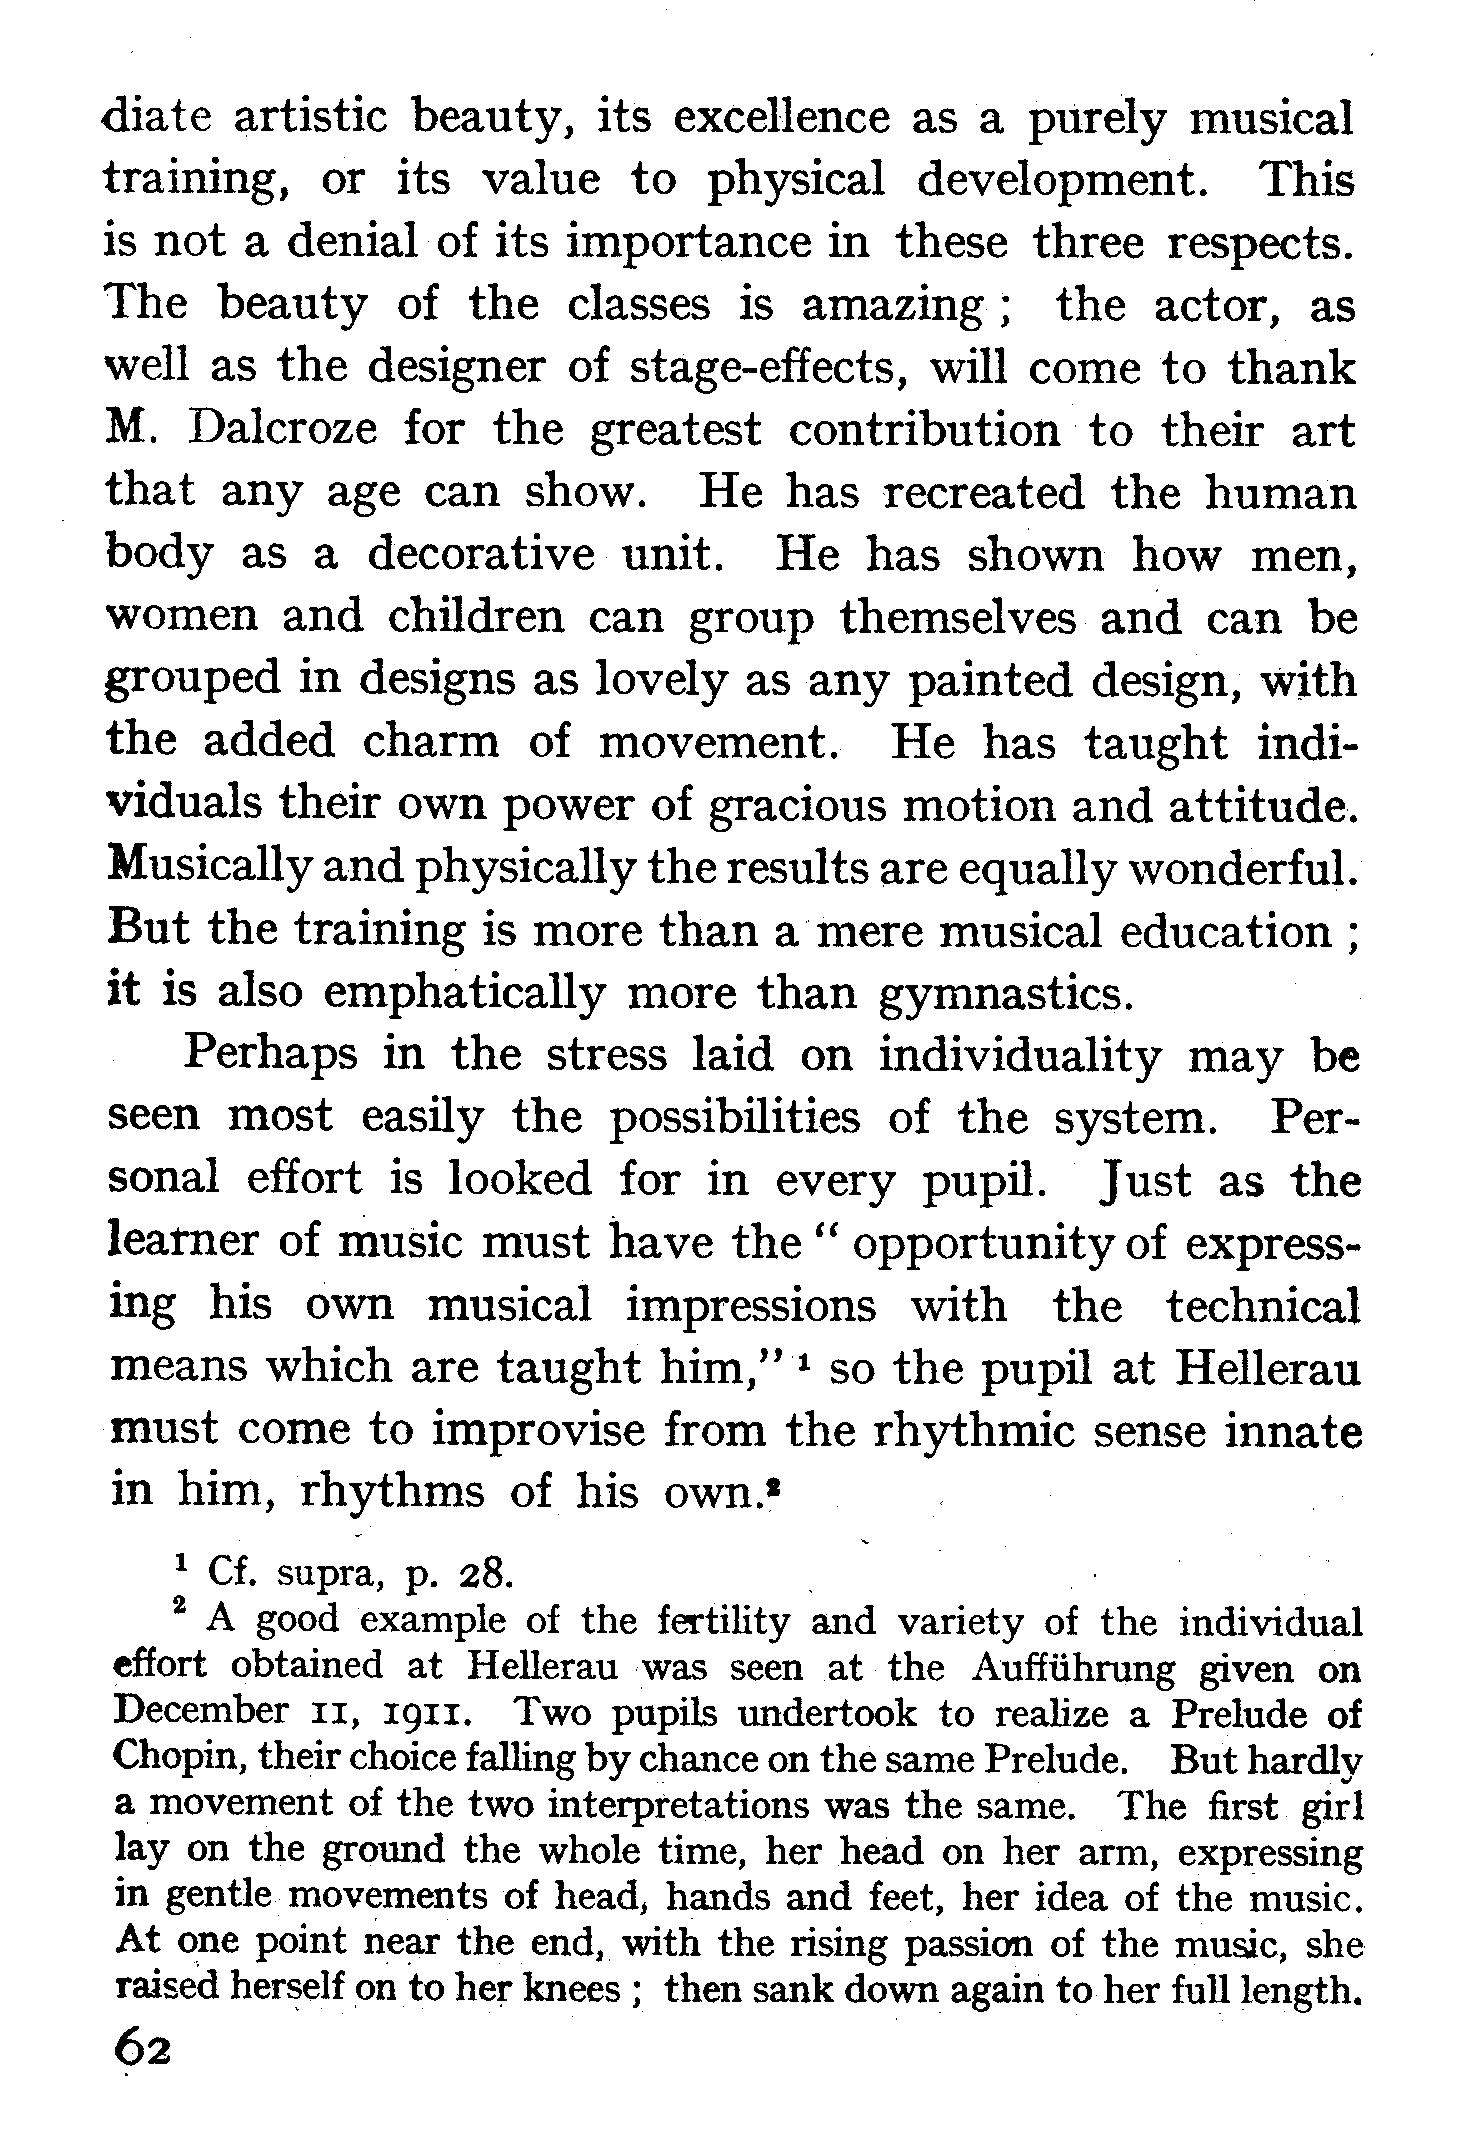 diate artistic beauty, its excellence as a purely musical
training, or its value to physical development. This
is not a denial of its importance in these three respects.
The beauty of the classes is amazing ; the actor, as
well as the designer of stage-effects, will come to thank
M. Dalcroze for the greatest contribution to their art
that any age can show. He has recreated the human
body as a decorative unit. He has shown how men,
women and children can group themselves and can be
grouped in designs as lovely as any painted design, with
the added charm of movement. He has taught indi-
viduals their own power of gracious motion and attitude.
Musically and physically the results are equally wonderful.
But the training is more than a mere musical education ;
it is also emphatically more than gymnastics.
Perhaps in the stress laid on individuality may be
seen most easily the possibilities of the system. Per-
sonal effort is looked for in every pupil. Just as the
learner of music must have the “ opportunity of express-
ing his own musical impressions with the technical
means which are taught him,” ¹ so the pupil at Hellerau
must come to improvise from the rhythmic sense innate
in him, rhythms of his own.²
¹ Cf. supra, p. 28.
² A good example of the fertility and variety of the individual
effort obtained at Hellerau was seen at the Aufführung given on
December 11, 1911. Two pupils undertook to realize a Prelude of
Chopin, their choice falling by chance on the same Prelude. But hardly
a movement of the two interpretations was the same. The first girl
lay on the ground the whole time, her head on her arm, expressing
in gentle movements of head, hands and feet, her idea of the music.
At one point near the end, with the rising passion of the music, she
raised herself on to her knees ; then sank down again to her full length.
62